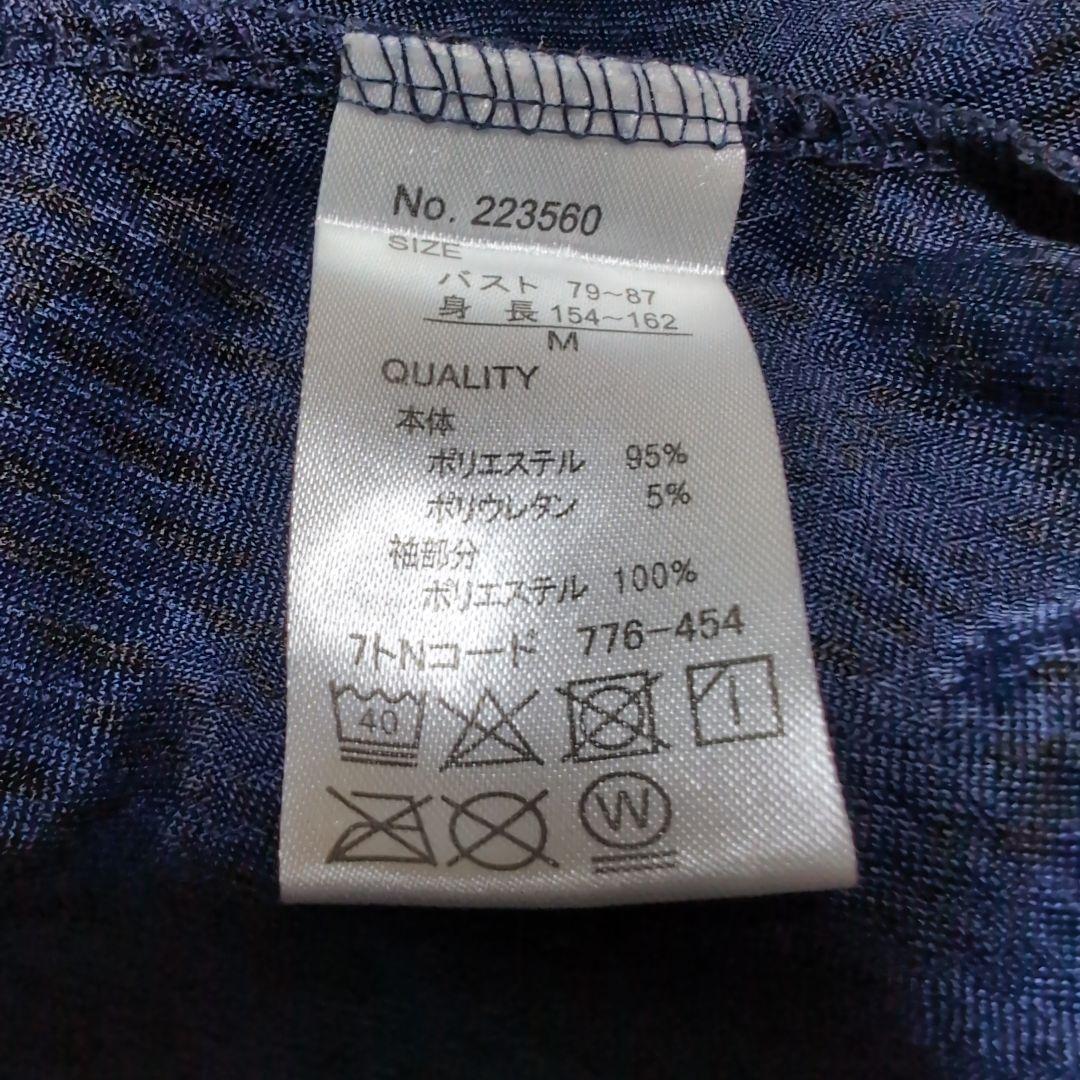 No. 223560
SIZE
バスト 79~87
身長 154~162
M
QUALITY
本体
ポリエステル 95%
ポリウレタン 5%
袖部分
ポリエステル 100%
7トNコード 776-454
40
W